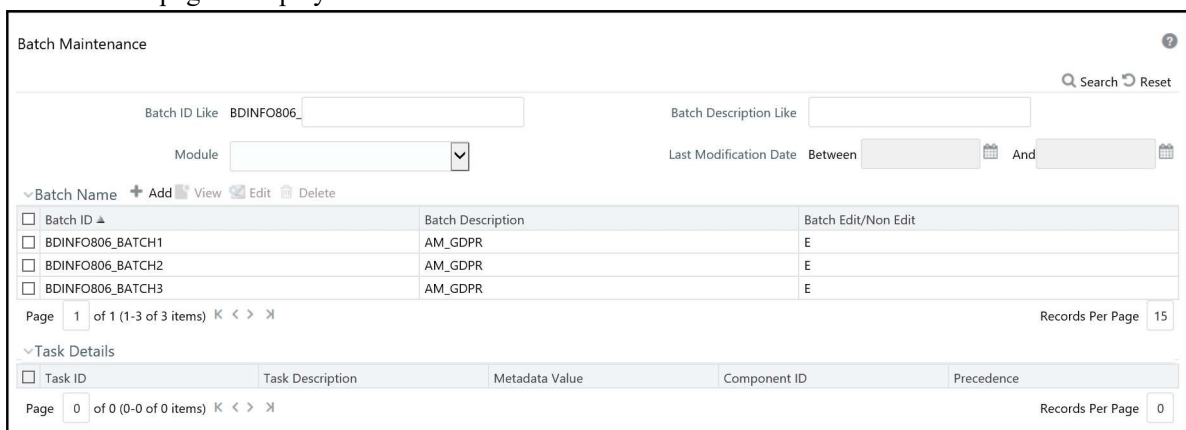 Batch Maintenance
Search Reset
Batch ID Like BDINFO806_ Batch Description Like
Module Last Modification Date Between And
Batch Name Add View Edit Delete
Batch ID Batch Description Batch Edit/Non Edit
BDINFO806_BATCH1 AM_GDPR E
BDINFO806_BATCH2 AM_GDPR E
BDINFO806_BATCH3 AM_GDPR E
Page 1 of 1 (1-3 of 3 items) Records Per Page 15
Task Details
Task ID Task Description Metadata Value Component ID Precedence
Page 0 of 0 (0-0 of 0 items) Records Per Page 0